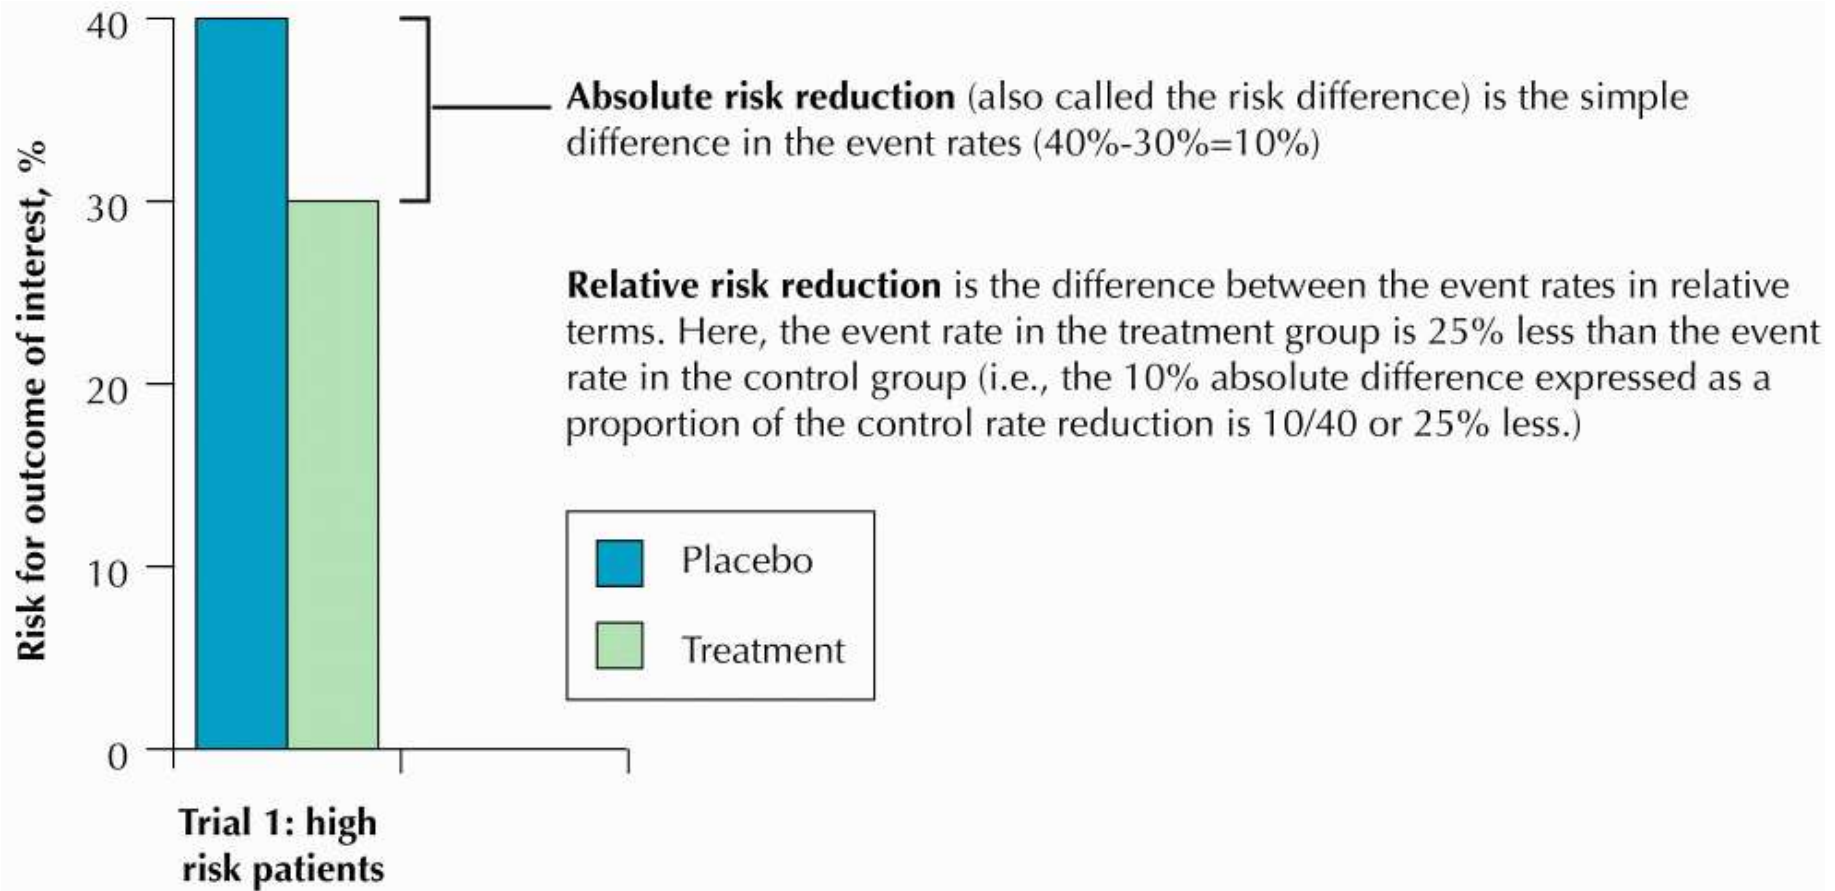 40
30
20
10
0
Risk for outcome of interest, %
Absolute risk reduction (also called the risk difference) is the simple
difference in the event rates (40%-30%=10%)
Relative risk reduction is the difference between the event rates in relative
terms. Here, the event rate in the treatment group is 25% less than the event
rate in the control group (i.e., the 10% absolute difference expressed as a
proportion of the control rate reduction is 10/40 or 25% less.)
Placebo
Treatment
Trial 1: high
risk patients